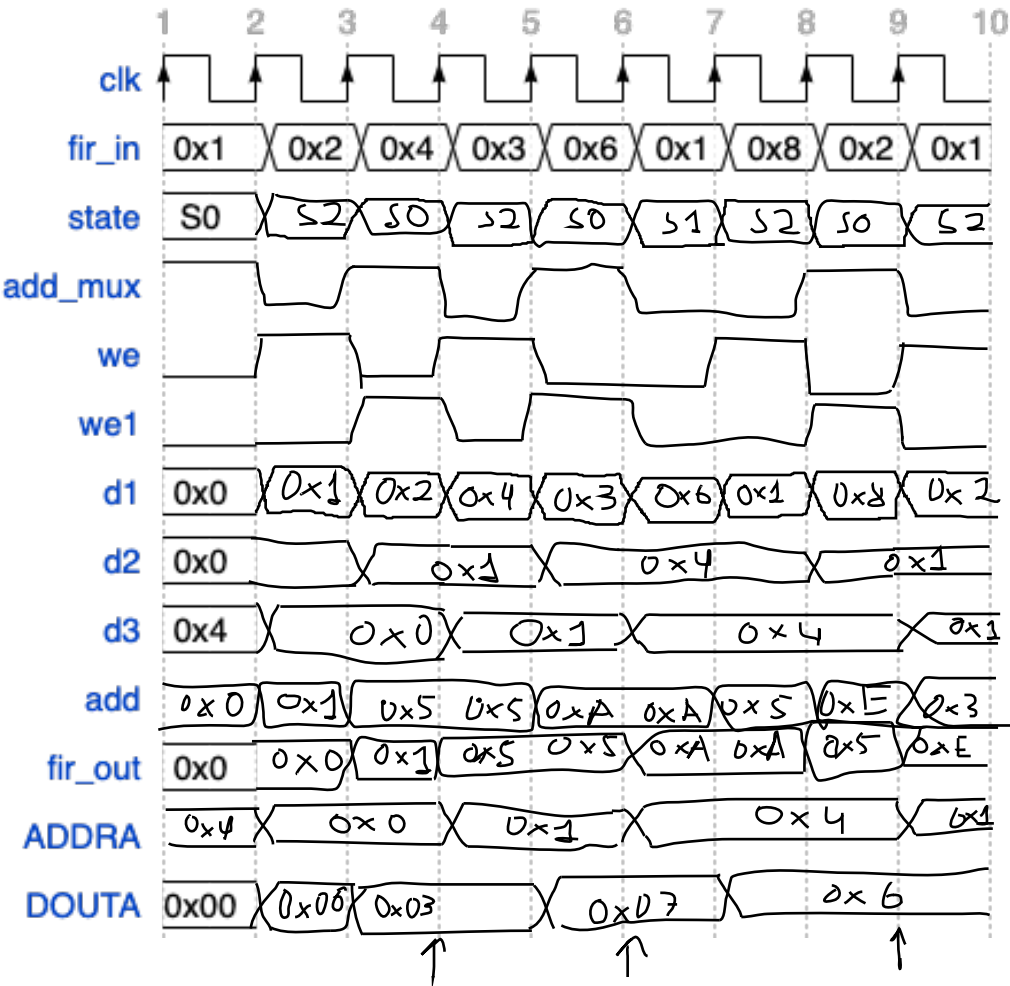 1 2 3 4 5 6 7 8 9 10
clk
fir_in 0x1 0x2 0x4 0x3 0x6 0x1 0x8 0x2 0x1
state S0 S2 S0 S2 S0 S1 S2 S0 S2
add_mux
we
we1
d1 0x0 0x1 0x2 0x4 0x3 0x6 0x1 0x8 0x2
d2 0x0 0x1 0x4 0x1
d3 0x4 0x0 0x1 0x4 0x1
add 0x0 0x1 0x5 0x5 0xA 0xA 0x5 0xE 0x3
fir_out 0x0 0x0 0x1 0x5 0x5 0xA 0xA 0x5 0xE
ADDRA 0x4 0x0 0x1 0x4 0x1
DOUTA 0x00 0x06 0x03 0x07 0x6